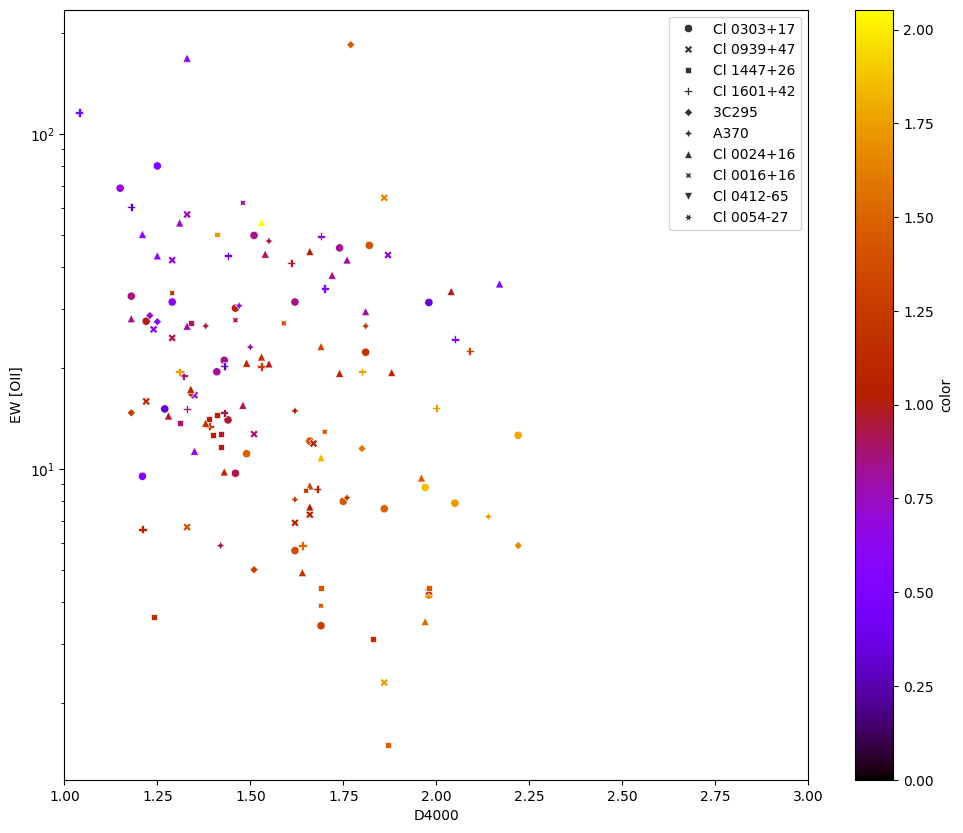 Cl 0303+17
Cl 0939+47
Cl 1447+26
Cl 1601+42
3C295
A370
Cl 0024+16
Cl 0016+16
Cl 0412-65
Cl 0054-27
10²
10¹
EW [OII]
1.00 1.25 1.50 1.75 2.00 2.25 2.50 2.75 3.00
D4000
2.00
1.75
1.50
1.25
1.00
0.75
0.50
0.25
0.00
color